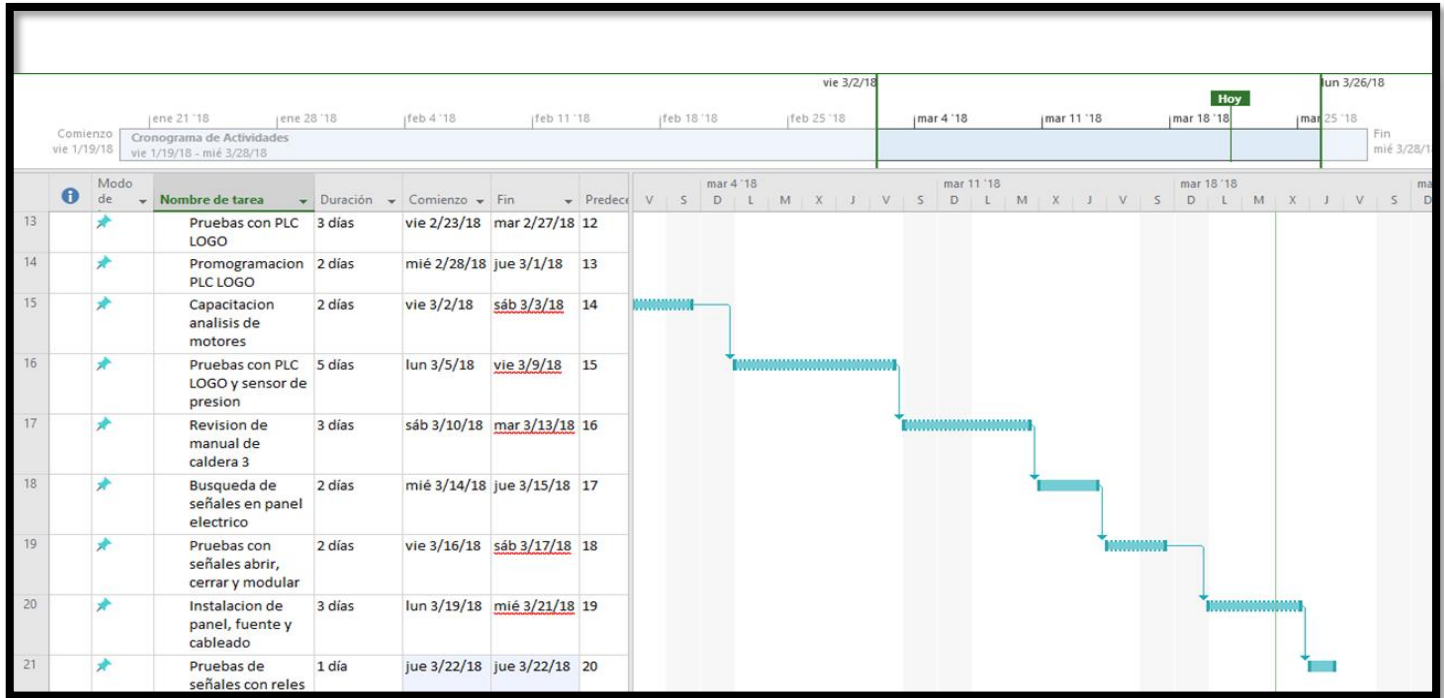 vie 3/2/18
lun 3/26/18
Hoy
ene 21 '18 ene 28 '18 feb 4 '18 feb 11 '18 feb 18 '18 feb 25 '18 mar 4 '18 mar 11 '18 mar 18 '18 mar 25 '18
Comienzo
vie 1/19/18
Cronograma de Actividades
vie 1/19/18 - mié 3/28/18
Fin
mié 3/28/1
Modo de Nombre de tarea Duración Comienzo Fin Predece
mar 4 '18 mar 11 '18 mar 18 '18 ma
V S D L M X J V S D L M X J V S D L M X J V S D
13 Pruebas con PLC 3 días vie 2/23/18 mar 2/27/18 12
LOGO
14 Promogramacion 2 días mié 2/28/18 jue 3/1/18 13
PLC LOGO
15 Capacitacion 2 días vie 3/2/18 sáb 3/3/18 14
analisis de
motores
16 Pruebas con PLC 5 días lun 3/5/18 vie 3/9/18 15
LOGO y sensor de
presion
17 Revision de 3 días sáb 3/10/18 mar 3/13/18 16
manual de
caldera 3
18 Busqueda de 2 días mié 3/14/18 jue 3/15/18 17
señales en panel
electrico
19 Pruebas con 2 días vie 3/16/18 sáb 3/17/18 18
señales abrir,
cerrar y modular
20 Instalacion de 3 días lun 3/19/18 mié 3/21/18 19
panel, fuente y
cableado
21 Pruebas de 1 día jue 3/22/18 jue 3/22/18 20
señales con reles